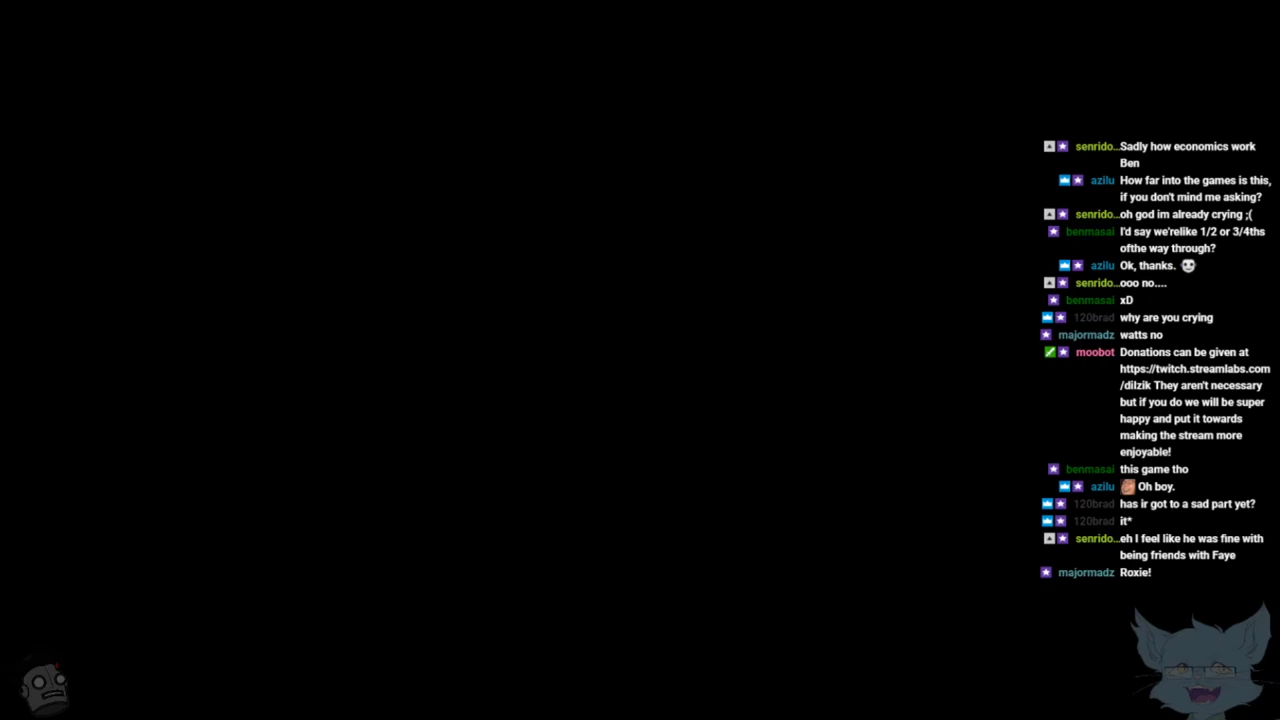 senrido...Sadly how economics work
Ben
azilu How far into the games is this,
if you don't mind me asking?
senrido...oh god im already crying ;(
benmasai I'd say we'relike 1/2 or 3/4ths
ofthe way through?
azilu Ok, thanks.
senrido...ooo no....
benmasai xD
120brad why are you crying
majormadz watts no
moobot Donations can be given at
https://twitch.streamlabs.com
/dilzik They aren't necessary
but if you do we will be super
happy and put it towards
making the stream more
enjoyable!
benmasai this game tho
azilu Oh boy.
120brad has ir got to a sad part yet?
120brad it*
senrido...eh I feel like he was fine with
being friends with Faye
majormadz Roxie!